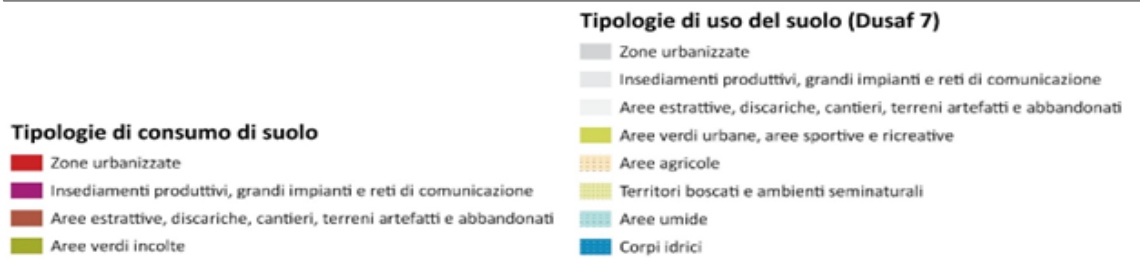 Tipologie di consumo di suolo
Zone urbanizzate
Insediamenti produttivi, grandi impianti e reti di comunicazione
Aree estrattive, discariche, cantieri, terreni artefatti e abbandonati
Aree verdi incolte
Tipologie di uso del suolo (Dusaf 7)
Zone urbanizzate
Insediamenti produttivi, grandi impianti e reti di comunicazione
Aree estrattive, discariche, cantieri, terreni artefatti e abbandonati
Aree verdi urbane, aree sportive e ricreative
Aree agricole
Territori boscati e ambienti seminaturali
Aree umide
Corpi idrici